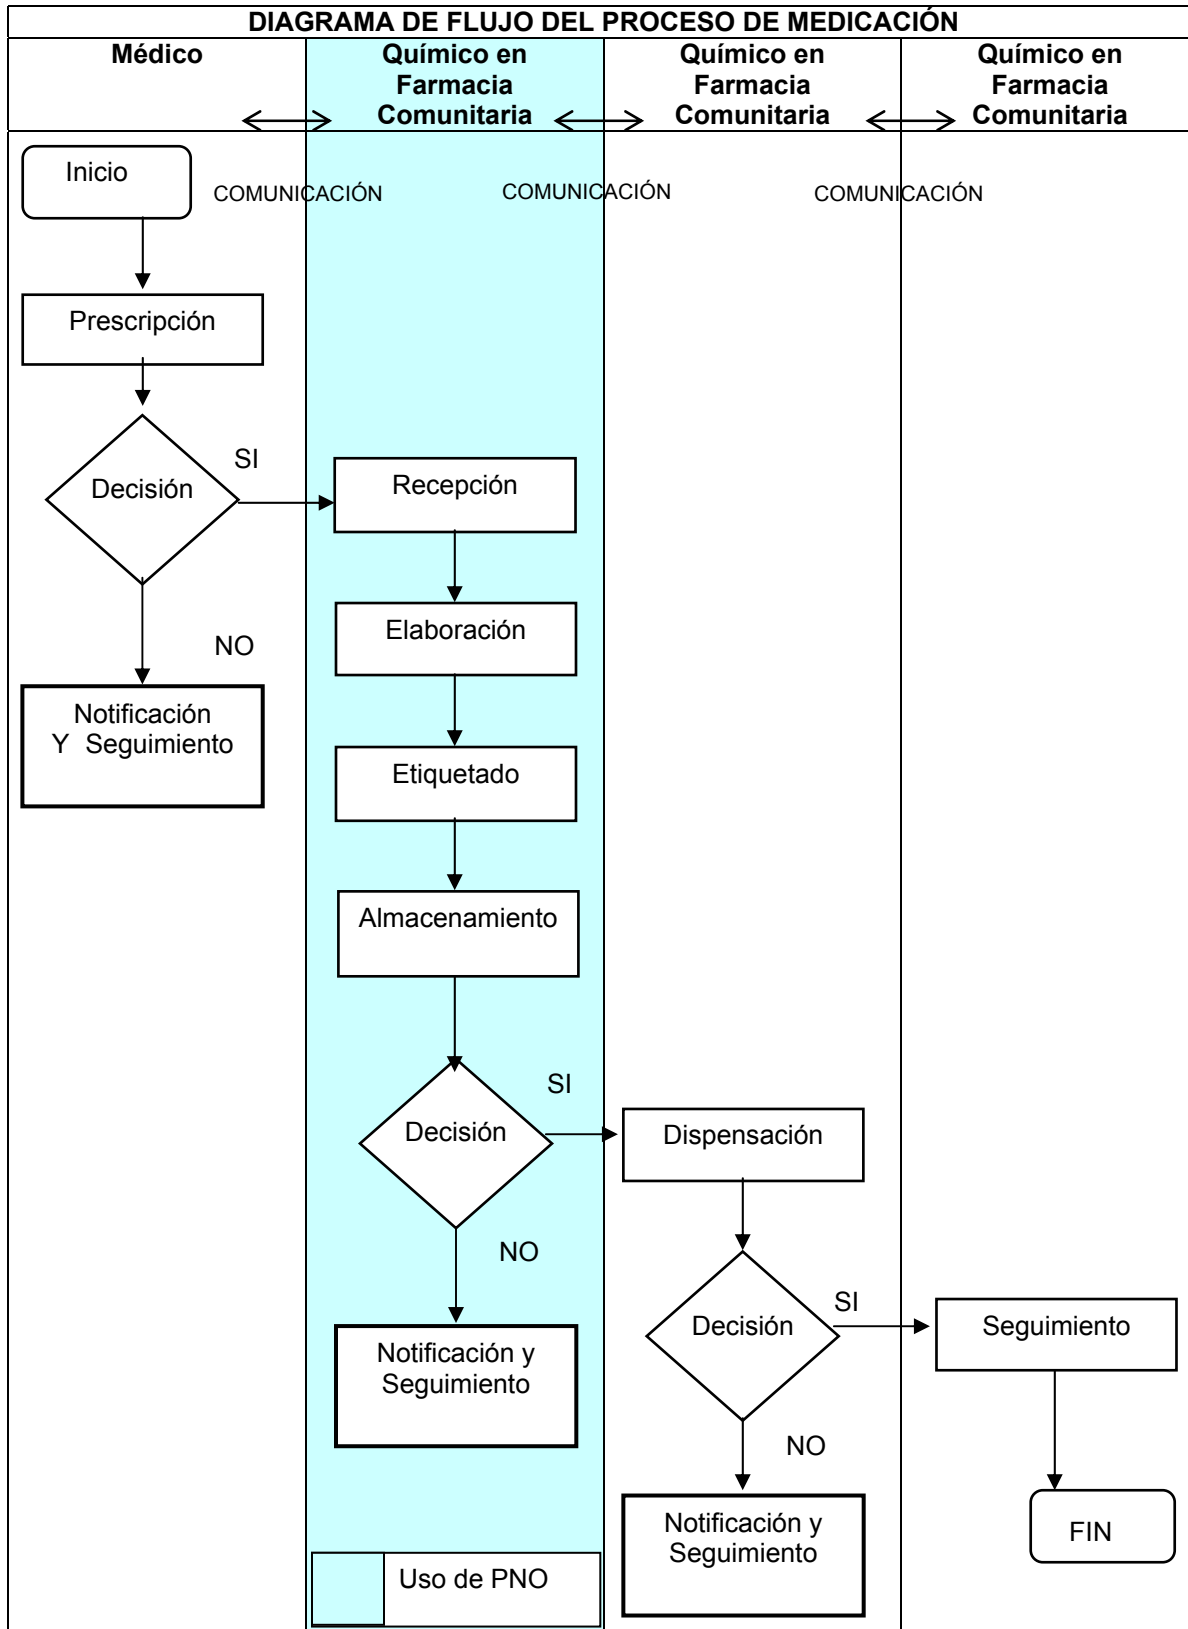 DIAGRAMA DE FLUJO DEL PROCESO DE MEDICACIÓN
Médico
Químico en
Farmacia
Comunitaria
Químico en
Farmacia
Comunitaria
Químico en
Farmacia
Comunitaria
Inicio
COMUNICACIÓN
COMUNICACIÓN
COMUNICACIÓN
Prescripción
Decisión
SI
NO
Notificación
Y Seguimiento
Recepción
Elaboración
Etiquetado
Almacenamiento
Decisión
SI
NO
Notificación y
Seguimiento
Dispensación
Decisión
SI
NO
Notificación y
Seguimiento
Seguimiento
FIN
Uso de PNO